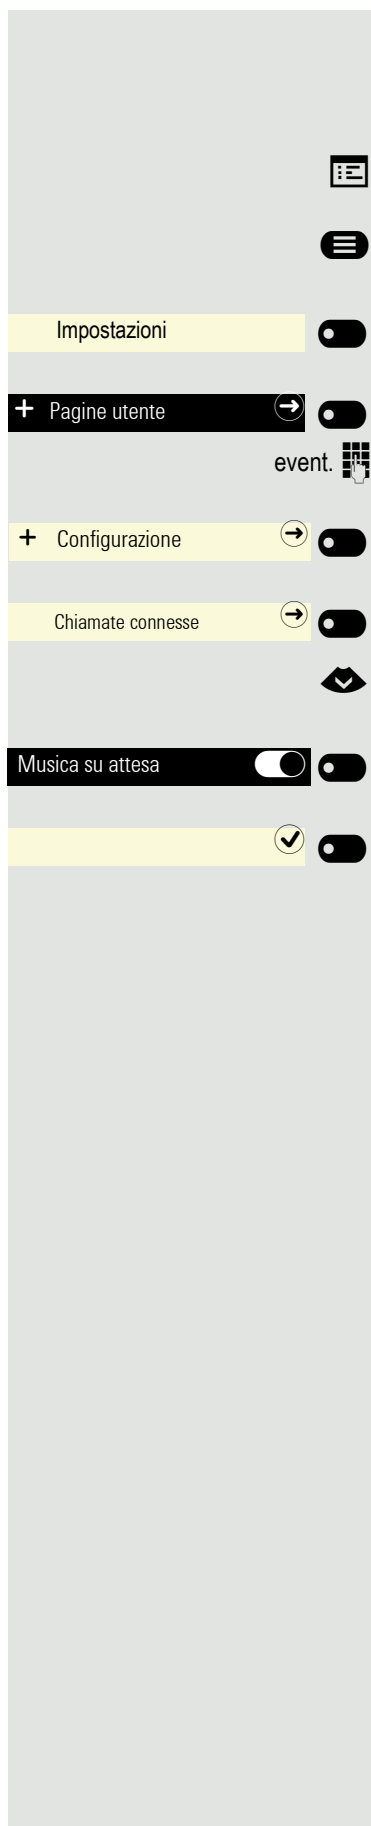 Impostazioni
Pagine utente
event.
Configurazione
Chiamate connesse
Musica su attesa